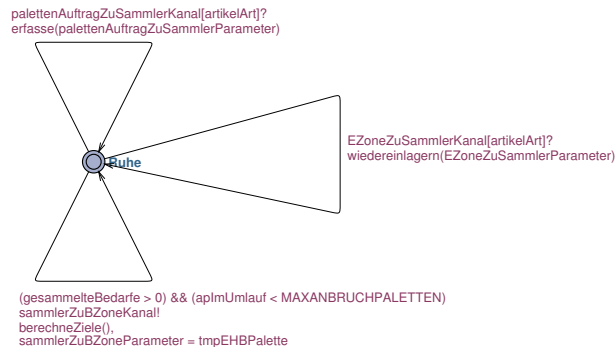 palettenAuftragZuSammlerKanal[artikelArt]?
erfasse(palettenAuftragZuSammlerParameter)
EZoneZuSammlerKanal[artikelArt]?
wiedereinlagern(EZoneZuSammlerParameter)
Ruhe
(gesammelteBedarfe > 0) && (apImUmlauf < MAXANBRUCHPALETTEN)
sammlerZuBZoneKanal!
berechneZiele(),
sammlerZuBZoneParameter = tmpEHBPalette